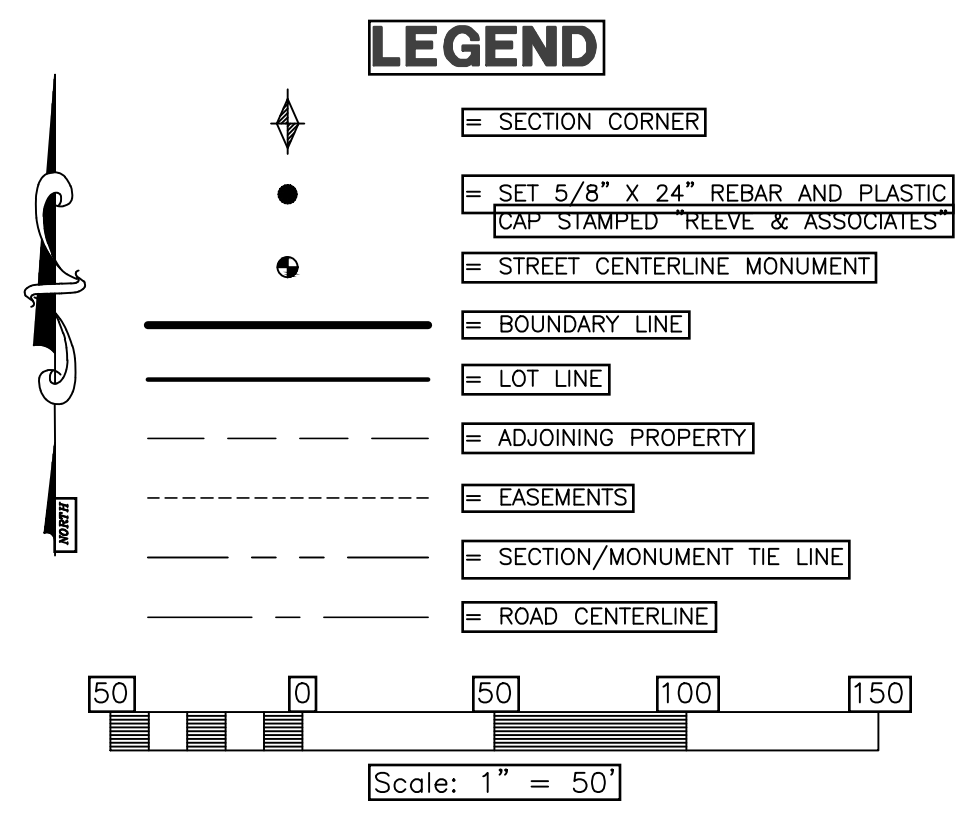 LEGEND
= SECTION CORNER
= SET 5/8" X 24" REBAR AND PLASTIC
CAP STAMPED "REEVE & ASSOCIATES"
= STREET CENTERLINE MONUMENT
= BOUNDARY LINE
= LOT LINE
= ADJOINING PROPERTY
= EASEMENTS
NORTH
= SECTION/MONUMENT TIE LINE
= ROAD CENTERLINE
50 0 50 100 150
Scale: 1" = 50'